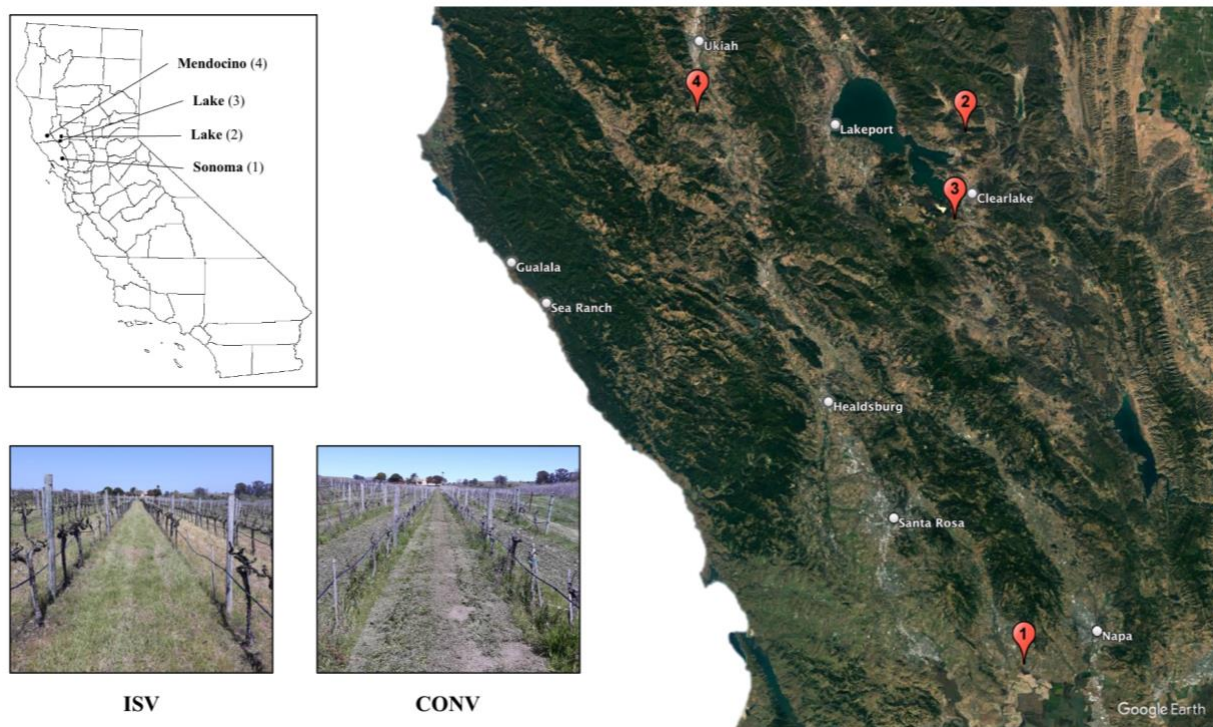 Mendocino (4)
Lake (3)
Lake (2)
Sonoma (1)
Ukiah
4
2
Lakeport
3
Clearlake
Gualala
Sea Ranch
Healdsburg
Santa Rosa
1
Napa
Google Earth
ISV
CONV